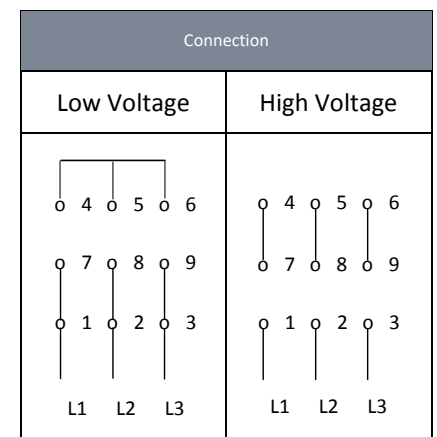 Connection
Low Voltage High Voltage
o 4 o 5 o 6
o 7 o 8 o 9
o 1 o 2 o 3
L1 L2 L3
o 4 o 5 o 6
o 7 o 8 o 9
o 1 o 2 o 3
L1 L2 L3